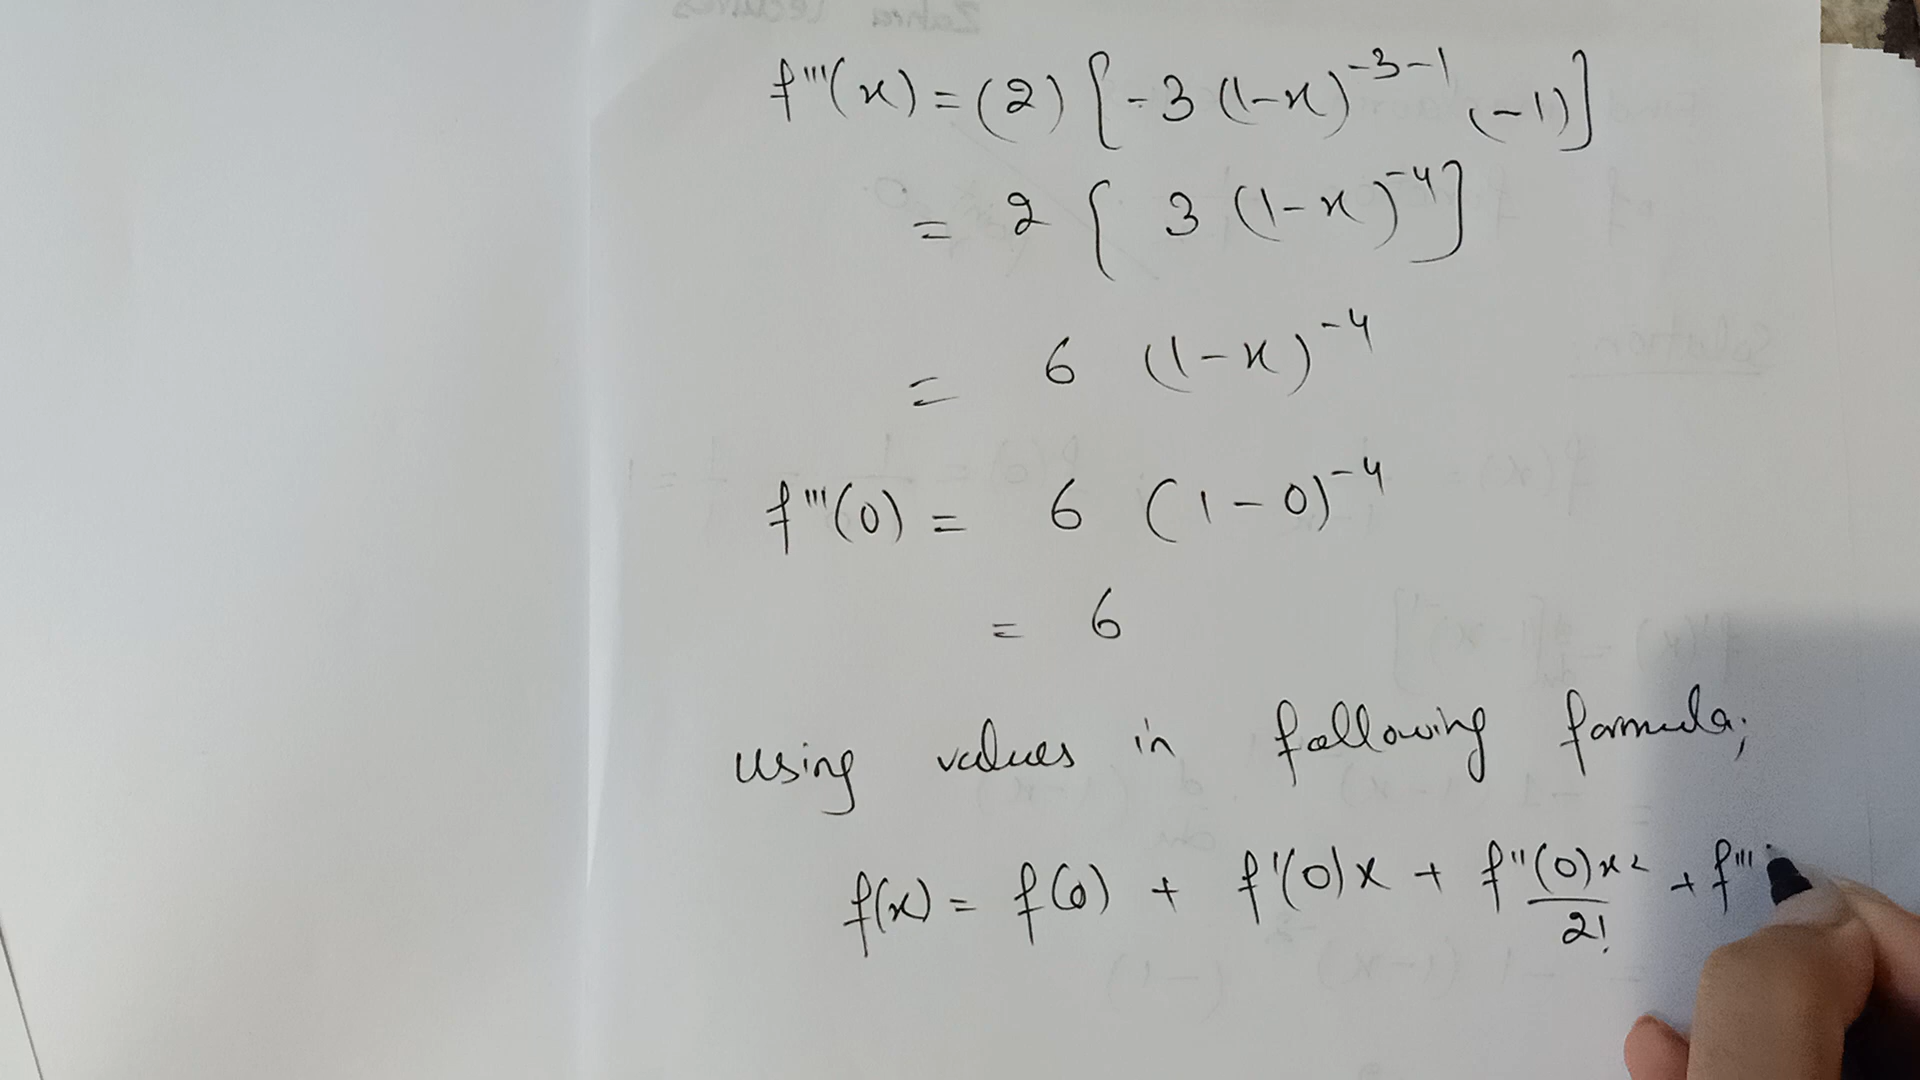 f'''(x) = (2) [-3 (1-x)^-3-1 (-1)]
= 2 [ 3 (1-x)^-4]
= 6 (1-x)^-4
f'''(0) = 6 (1-0)^-4
= 6
using values in following formula;
f(x) = f(0) + f'(0)x + f''(0)x²/2! + f'''